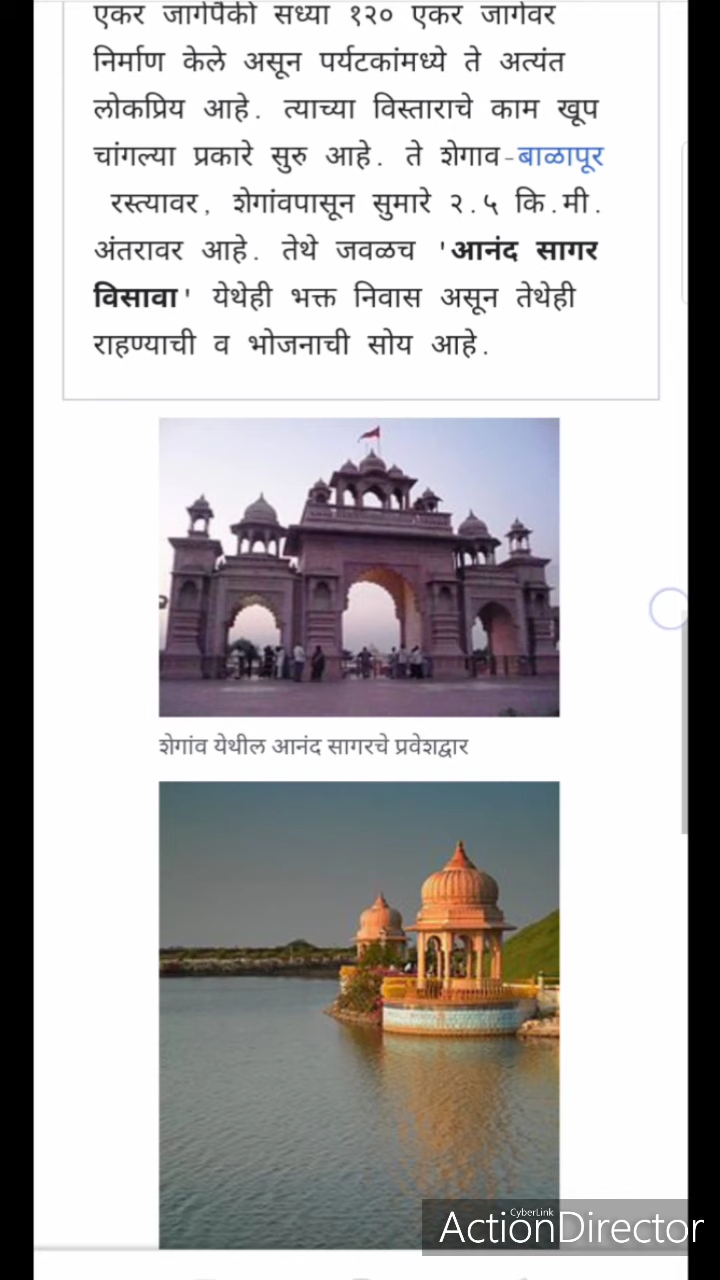 एकर जागेपैकी सध्या १२० एकर जागेवर
निर्माण केले असून पर्यटकांमध्ये ते अत्यंत
लोकप्रिय आहे. त्याच्या विस्ताराचे काम खूप
चांगल्या प्रकारे सुरु आहे. ते शेगाव-बाळापूर
रस्त्यावर, शेगांवपासून सुमारे २.५ कि.मी.
अंतरावर आहे. तेथे जवळच 'आनंद सागर
विसावा' येथेही भक्त निवास असून तेथेही
राहण्याची व भोजनाची सोय आहे.
शेगांव येथील आनंद सागरचे प्रवेशद्वार
CyberLink
ActionDirector